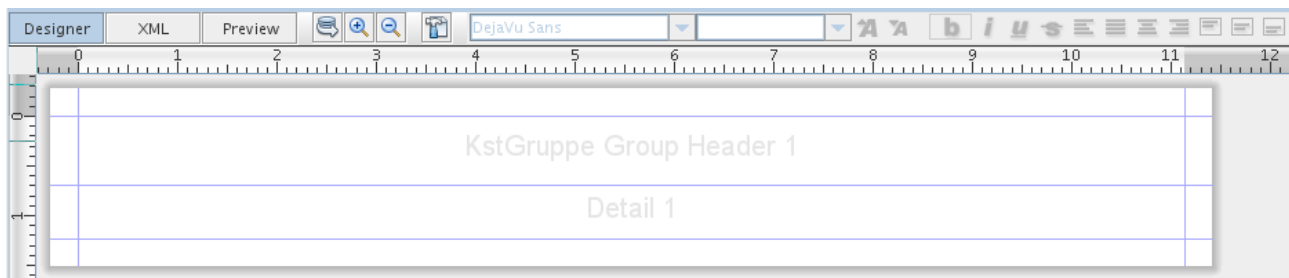 Designer XML Preview DejaVu Sans A A b i u S
0 1 2 3 4 5 6 7 8 9 10 11 12
0
KstGruppe Group Header 1
Detail 1
1